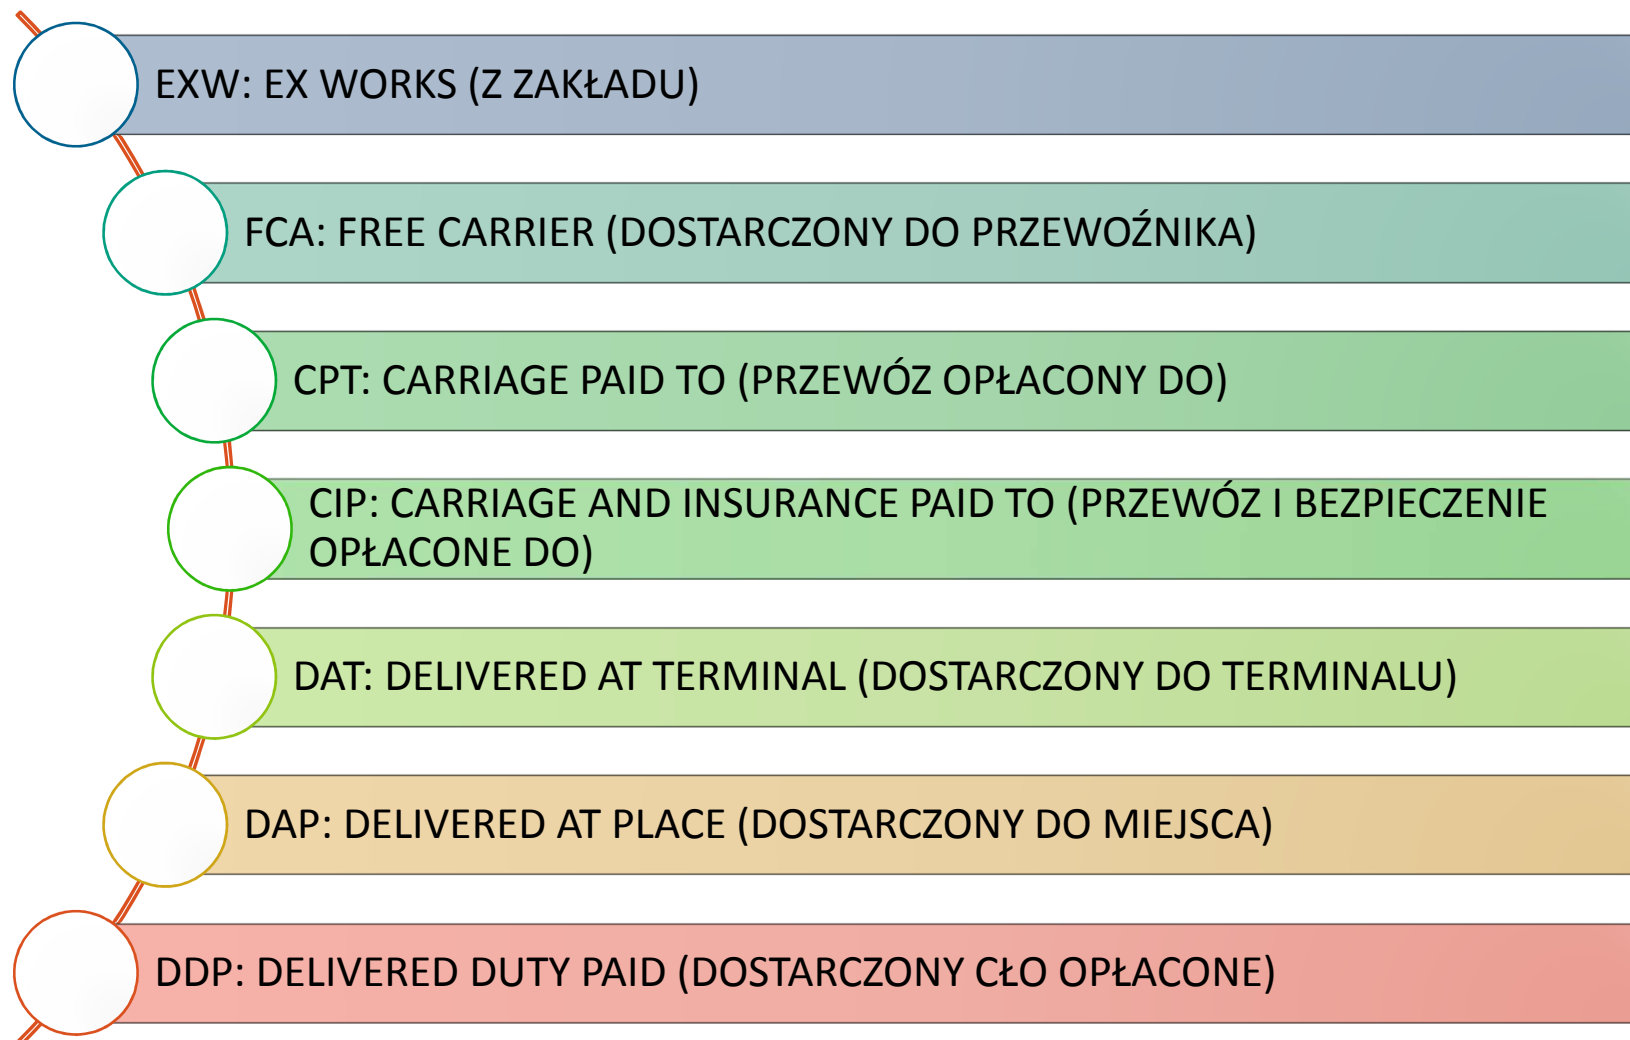 EXW: EX WORKS (Z ZAKŁADU)
FCA: FREE CARRIER (DOSTARCZONY DO PRZEWOŹNIKA)
CPT: CARRIAGE PAID TO (PRZEWÓZ OPŁACONY DO)
CIP: CARRIAGE AND INSURANCE PAID TO (PRZEWÓZ I BEZPIECZENIE
OPŁACONE DO)
DAT: DELIVERED AT TERMINAL (DOSTARCZONY DO TERMINALU)
DAP: DELIVERED AT PLACE (DOSTARCZONY DO MIEJSCA)
DDP: DELIVERED DUTY PAID (DOSTARCZONY CŁO OPŁACONE)